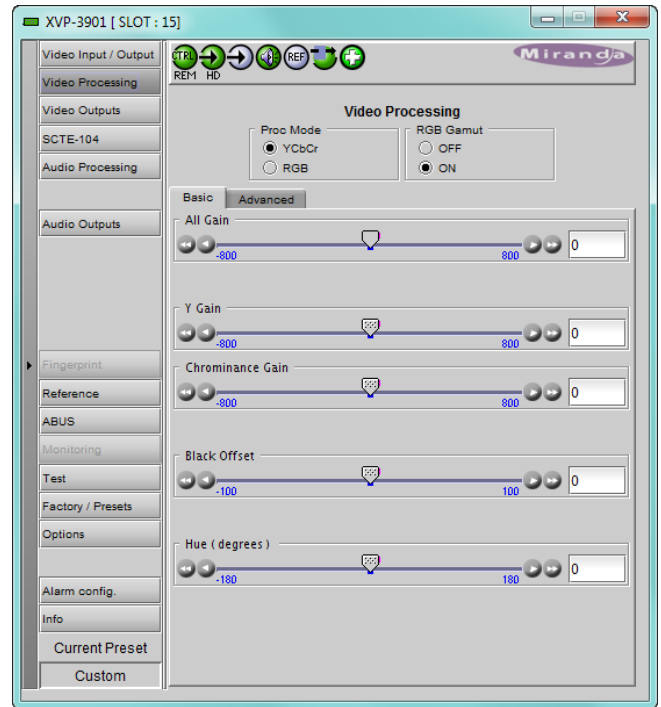 XVP-3901 [ SLOT : 15]
Video Input / Output
Video Processing
Video Outputs
SCTE-104
Audio Processing
Audio Outputs
Fingerprint
Reference
ABUS
Monitoring
Test
Factory / Presets
Options
Alarm config.
Info
Current Preset
Custom
CTRL
REF
REM HD
Miranda
Video Processing
Proc Mode
YCbCr
RGB
RGB Gamut
OFF
ON
Basic Advanced
All Gain
-800 800 0
Y Gain
-800 800 0
Chrominance Gain
-800 800 0
Black Offset
-100 100 0
Hue ( degrees )
-180 180 0